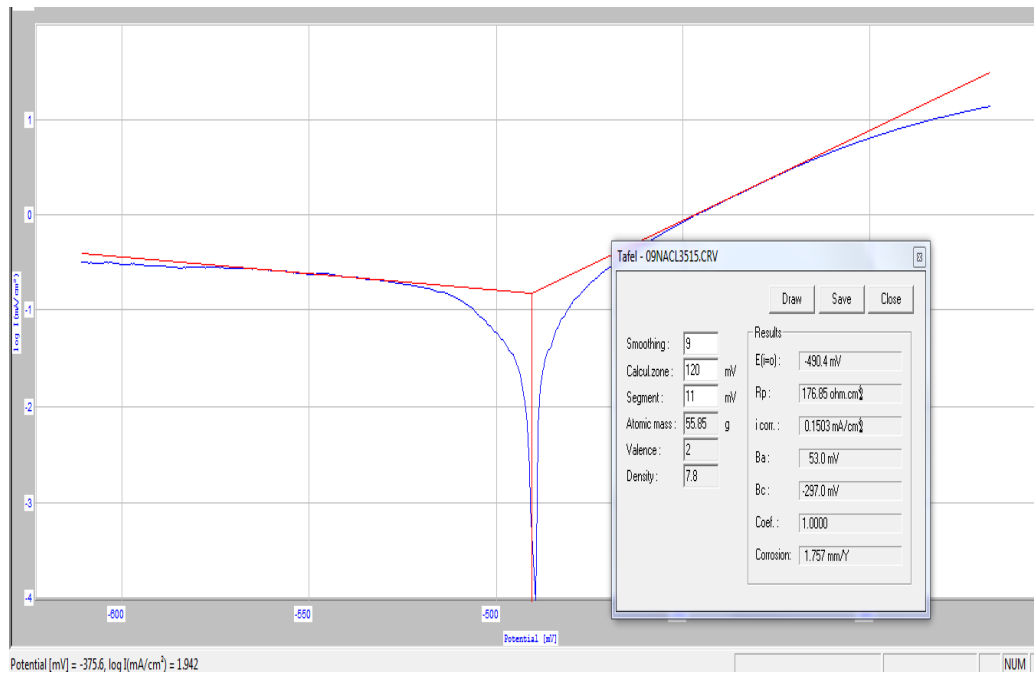 1
0
-1
-2
-3
-4
log I(mA/cm²)
-600
-550
-500
Potential [mV]
Tafel - 09NACL3515.CRV
Draw Save Close
Smoothing : 9
Calcul.zone : 120 mV
Segment : 11 mV
Atomic mass : 55.85 g
Valence : 2
Density : 7.8
Results
E(i=o) : -490.4 mV
Rp : 176.85 ohm.cm²
i corr. : 0.1503 mA/cm²
Ba : 53.0 mV
Bc : -297.0 mV
Coef. : 1.0000
Corrosion: 1.757 mm/Y
Potential [mV] = -375.6, log I(mA/cm²) = 1.942
NUM